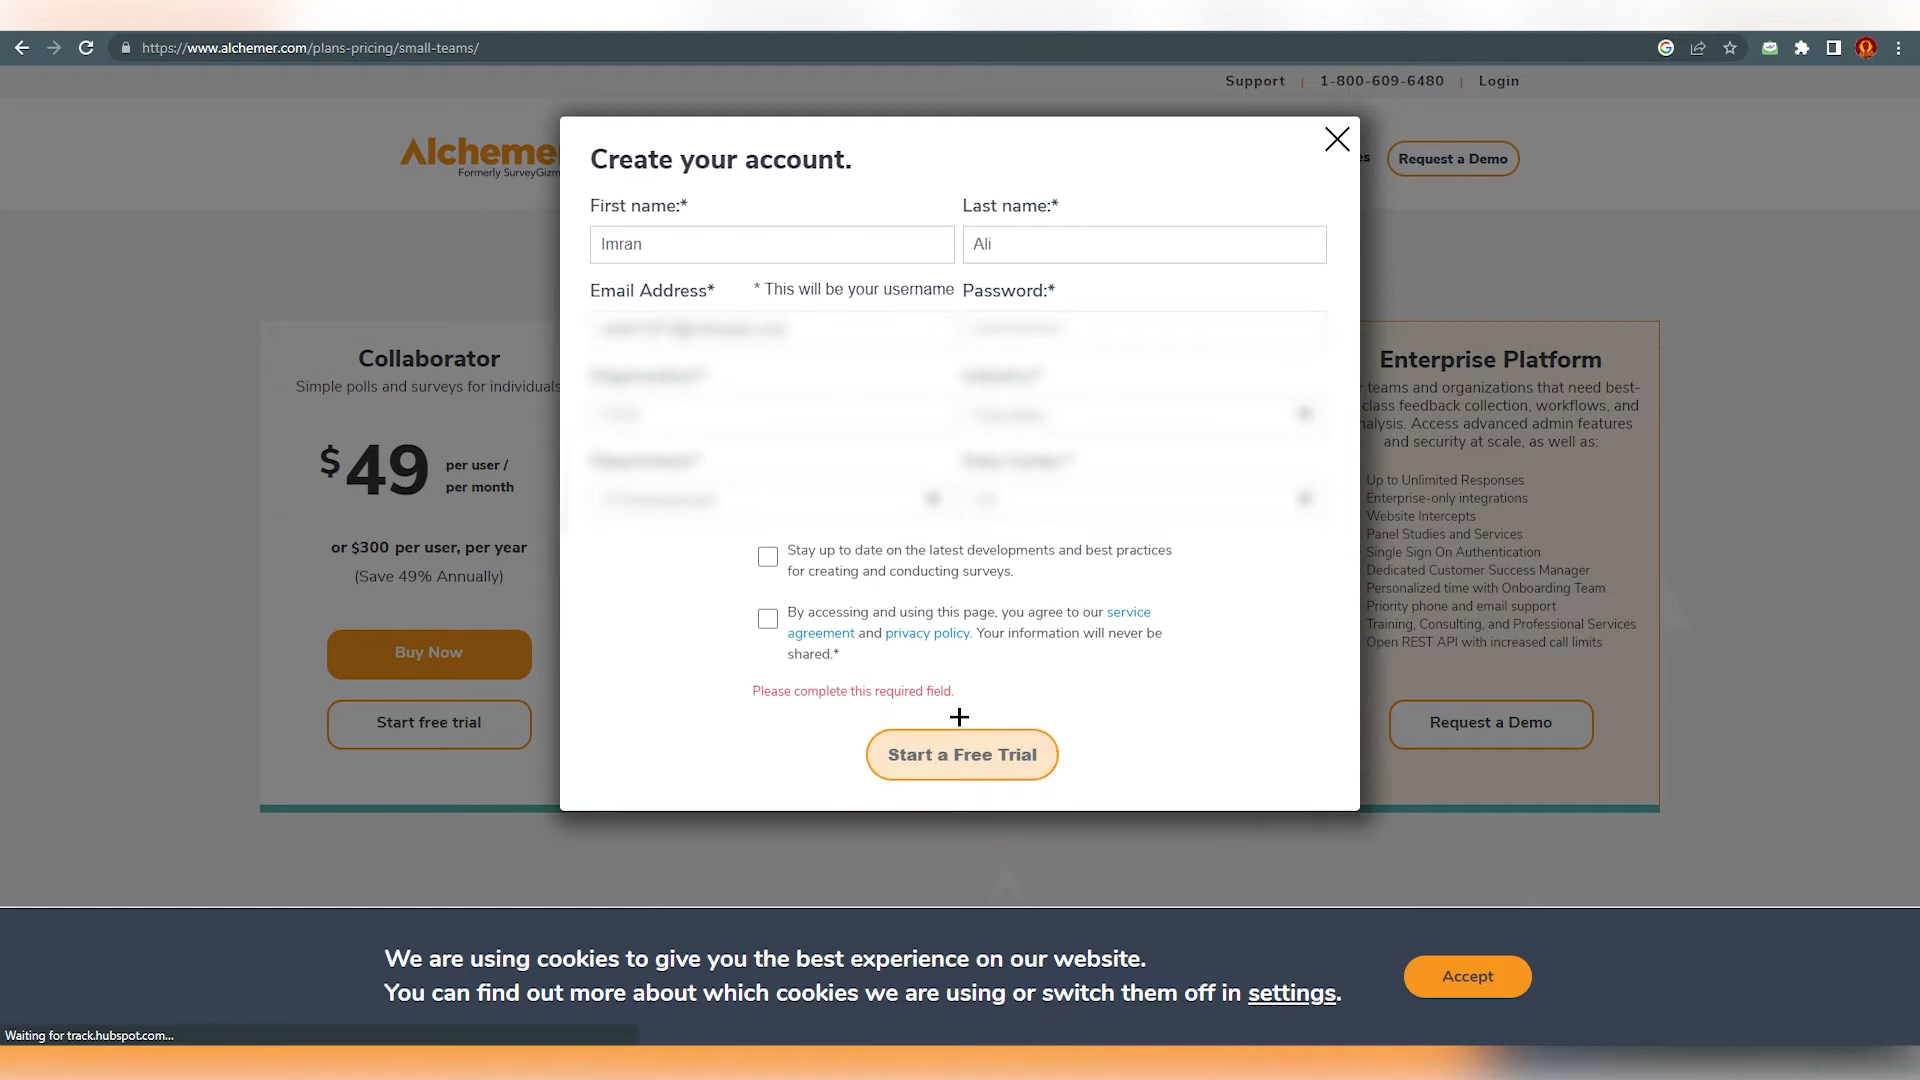 https://www.alchemer.com/plans-pricing/small-teams/
Support | 1-800-609-6480 | Login
Alcheme
Formerly SurveyGizm
es
Request a Demo
Create your account.
First name:*
Last name:*
Imran
Ali
Email Address*
* This will be your username
Password:*
Stay up to date on the latest developments and best practices
for creating and conducting surveys.
By accessing and using this page, you agree to our service
agreement and privacy policy. Your information will never be
shared.*
Please complete this required field.
Start a Free Trial
Collaborator
Simple polls and surveys for individuals
$49 per user /
per month
or $300 per user, per year
(Save 49% Annually)
Buy Now
Start free trial
Enterprise Platform
teams and organizations that need best-
class feedback collection, workflows, and
nalysis. Access advanced admin features
and security at scale, as well as:
Up to Unlimited Responses
Enterprise-only integrations
Website Intercepts
Panel Studies and Services
Single Sign On Authentication
Dedicated Customer Success Manager
Personalized time with Onboarding Team
Priority phone and email support
Training, Consulting, and Professional Services
Open REST API with increased call limits
Request a Demo
We are using cookies to give you the best experience on our website.
You can find out more about which cookies we are using or switch them off in settings.
Accept
Waiting for track.hubspot.com...